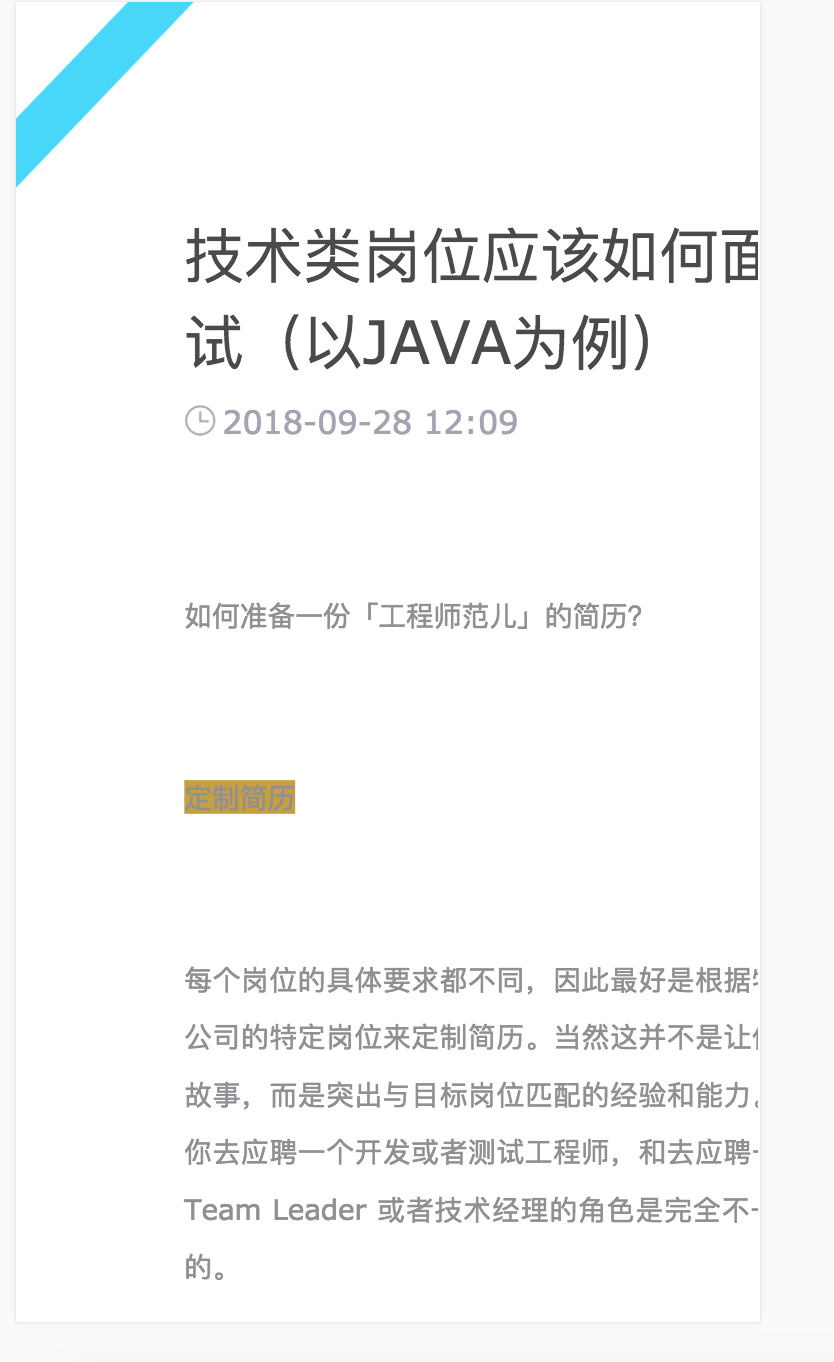 技术类岗位应该如何面
试（以JAVA为例）
2018-09-28 12:09
如何准备一份「工程师范儿」的简历？
定制简历
每个岗位的具体要求都不同，因此最好是根据
公司的特定岗位来定制简历。当然这并不是让
故事，而是突出与目标岗位匹配的经验和能力。
你去应聘一个开发或者测试工程师，和去应聘
Team Leader 或者技术经理的角色是完全不
的。